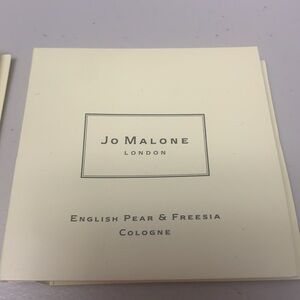 Jo Malone
London
English Pear & Freesia
Cologne